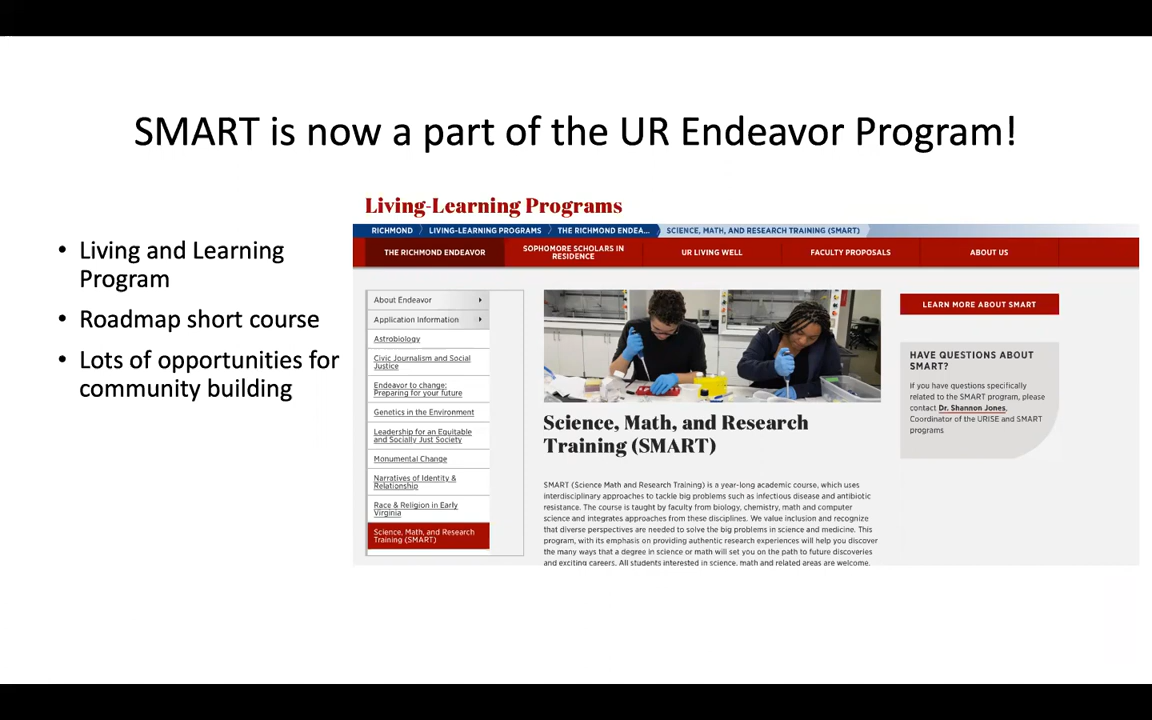 SMART is now a part of the UR Endeavor Program!
• Living and Learning
Program
• Roadmap short course
• Lots of opportunities for
community building
Living-Learning Programs
RICHMOND
LIVING-LEARNING PROGRAMS
THE RICHMOND ENDEA...
SCIENCE, MATH, AND RESEARCH TRAINING (SMART)
THE RICHMOND ENDEAVOR
SOPHOMORE SCHOLARS IN
RESIDENCE
UR LIVING WELL
FACULTY PROPOSALS
ABOUT US
About Endeavor
Application Information
Astrobiology
Civic Journalism and Social
Justice
Endeavor to change:
Preparing for your future
Genetics in the Environment
Leadership for an Equitable
and Socially Just Society
Monumental Change
Narratives of Identity &
Relationship
Race & Religion in Early
Virginia
Science, Math, and Research
Training (SMART)
Science, Math, and Research
Training (SMART)
SMART (Science Math and Research Training) is a year-long academic course, which uses
interdisciplinary approaches to tackle big problems such as infectious disease and antibiotic
resistance. The course is taught by faculty from biology, chemistry, math and computer
science and integrates approaches from these disciplines. We value inclusion and recognize
that diverse perspectives are needed to solve the big problems in science and medicine. This
program, with its emphasis on providing authentic research experiences will help you discover
the many ways that a degree in science or math will set you on the path to future discoveries
and exciting careers. All students interested in science, math and related areas are welcome.
LEARN MORE ABOUT SMART
HAVE QUESTIONS ABOUT
SMART?
If you have questions specifically
related to the SMART program, please
contact Dr. Shannon Jones,
Coordinator of the URISE and SMART
programs